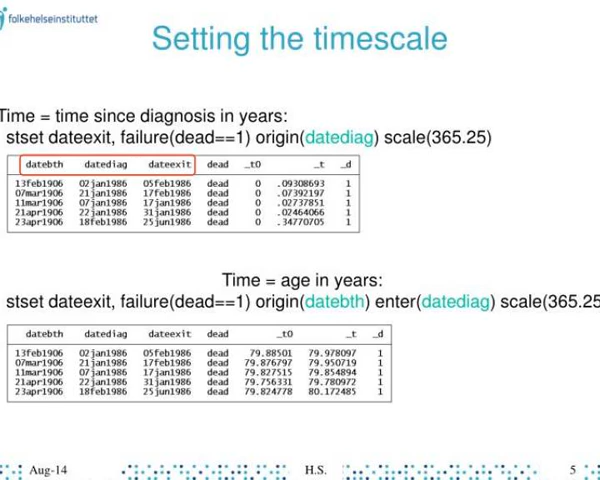 folkehelseinstituttet
Setting the timescale
Time = time since diagnosis in years:
stset dateexit, failure(dead==1) origin(datediag) scale(365.25)
datebth datediag dateexit dead _t0 _t _d
13feb1906 02jan1986 05feb1986 dead 0 .09308693 1
07mar1906 21jan1986 17feb1986 dead 0 .07392197 1
11mar1906 07jan1986 17jan1986 dead 0 .02737851 1
21apr1906 22jan1986 31jan1986 dead 0 .02464066 1
23apr1906 18feb1986 25jun1986 dead 0 .34770705 1
Time = age in years:
stset dateexit, failure(dead==1) origin(datebth) enter(datediag) scale(365.25
datebth datediag dateexit dead _t0 _t _d
13feb1906 02jan1986 05feb1986 dead 79.88501 79.978097 1
07mar1906 21jan1986 17feb1986 dead 79.876797 79.950719 1
11mar1906 07jan1986 17jan1986 dead 79.827515 79.854894 1
21apr1906 22jan1986 31jan1986 dead 79.756331 79.780972 1
23apr1906 18feb1986 25jun1986 dead 79.824778 80.172485 1
Aug-14 H.S. 5